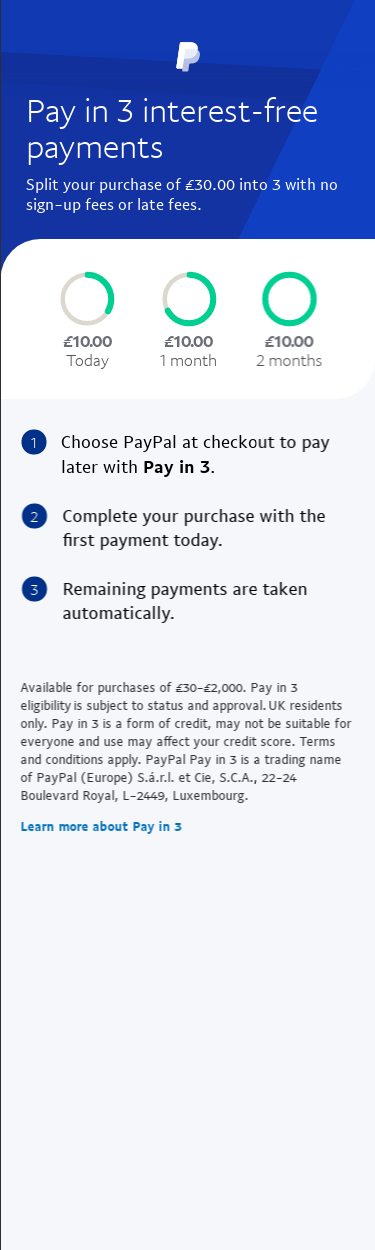 Pay in 3 interest-free
payments
Split your purchase of £30.00 into 3 with no
sign-up fees or late fees.
£10.00 £10.00 £10.00
Today 1 month 2 months
1 Choose PayPal at checkout to pay
later with Pay in 3.
2 Complete your purchase with the
first payment today.
3 Remaining payments are taken
automatically.
Available for purchases of £30-£2,000. Pay in 3
eligibility is subject to status and approval. UK residents
only. Pay in 3 is a form of credit, may not be suitable for
everyone and use may affect your credit score. Terms
and conditions apply. PayPal Pay in 3 is a trading name
of PayPal (Europe) S.á.r.l. et Cie, S.C.A., 22-24
Boulevard Royal, L-2449, Luxembourg.
Learn more about Pay in 3